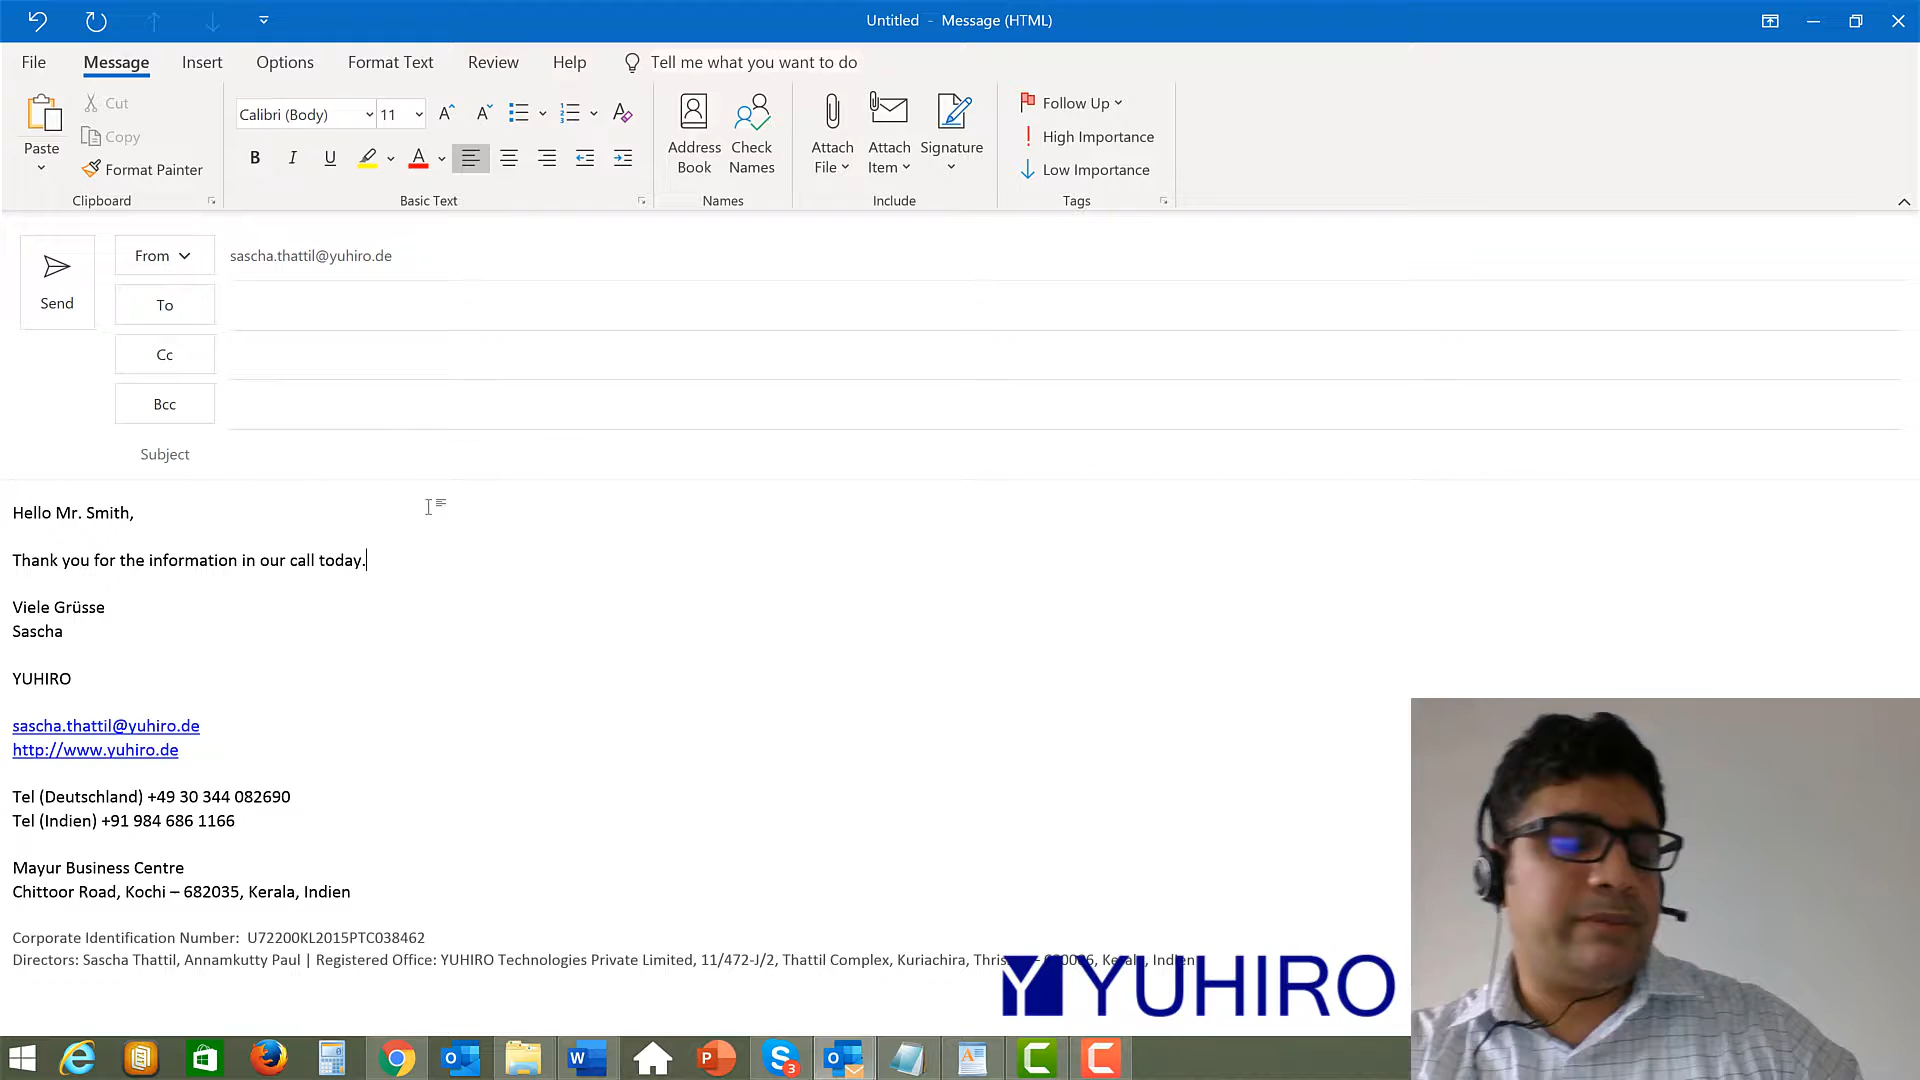 Untitled - Message (HTML)
File Message Insert Options Format Text Review Help Tell me what you want to do
Paste
Cut
Copy
Format Painter
Clipboard
Calibri (Body) 11
B I U A
Basic Text
Address Book
Check Names
Names
Attach File
Attach Item
Signature
Include
Follow Up
High Importance
Low Importance
Tags
Send
From sascha.thattil@yuhiro.de
To
Cc
Bcc
Subject
Hello Mr. Smith,
Thank you for the information in our call today.
Viele Grüsse
Sascha
YUHIRO
sascha.thattil@yuhiro.de
http://www.yuhiro.de
Tel (Deutschland) +49 30 344 082690
Tel (Indien) +91 984 686 1166
Mayur Business Centre
Chittoor Road, Kochi – 682035, Kerala, Indien
Corporate Identification Number: U72200KL2015PTC038462
Directors: Sascha Thattil, Annamkutty Paul | Registered Office: YUHIRO Technologies Private Limited, 11/472-J/2, Thattil Complex, Kuriachira,
YUHIRO
3